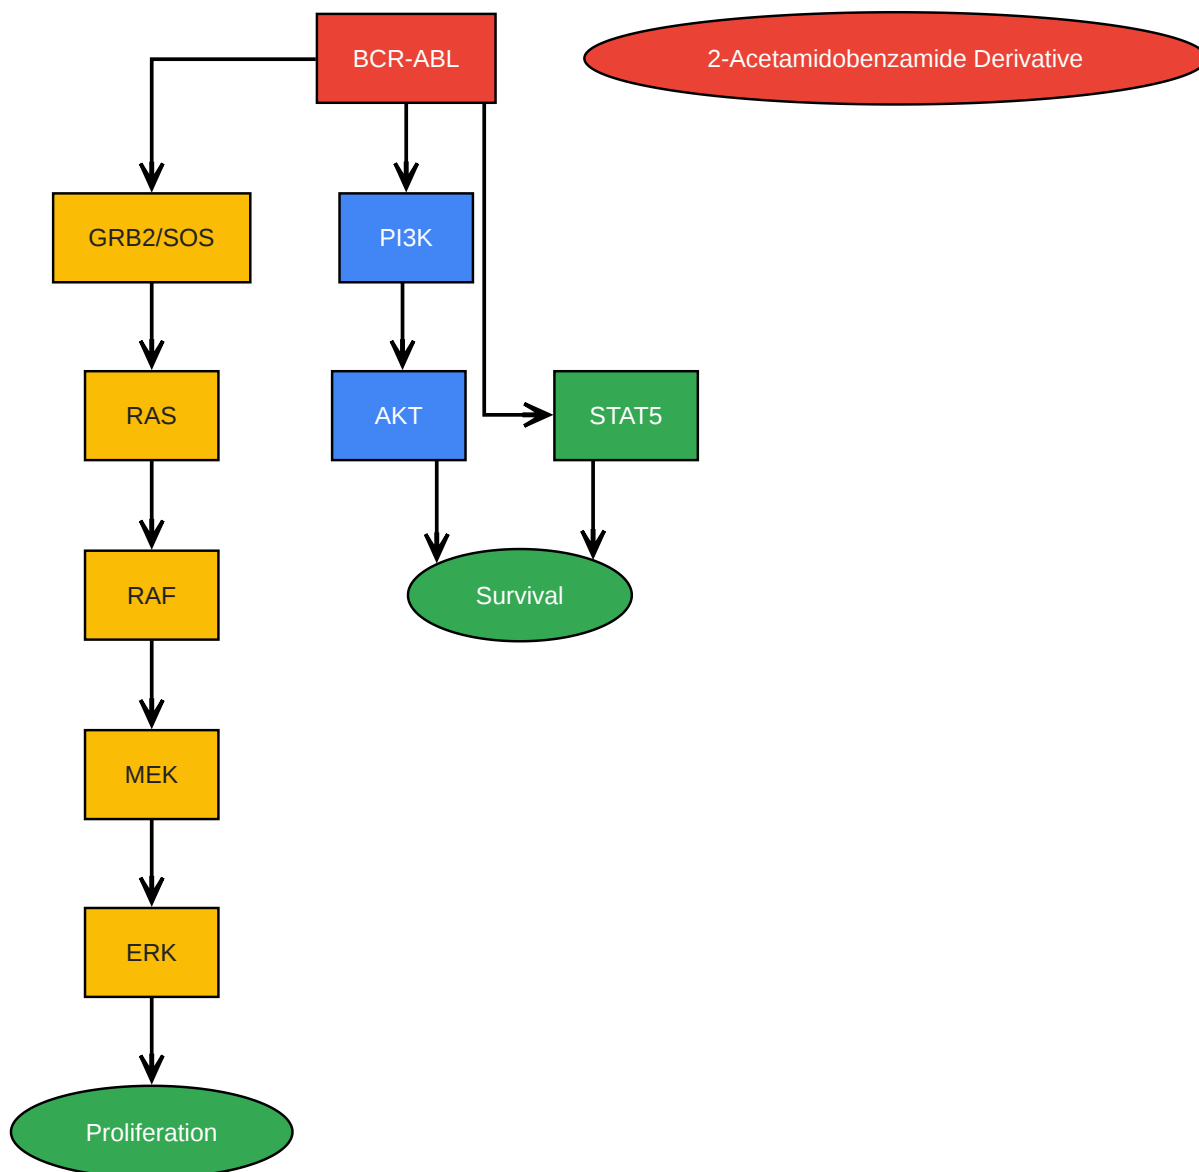 BCR-ABL
2-Acetamidobenzamide Derivative
GRB2/SOS
PI3K
RAS
AKT
STAT5
RAF
Survival
MEK
ERK
Proliferation